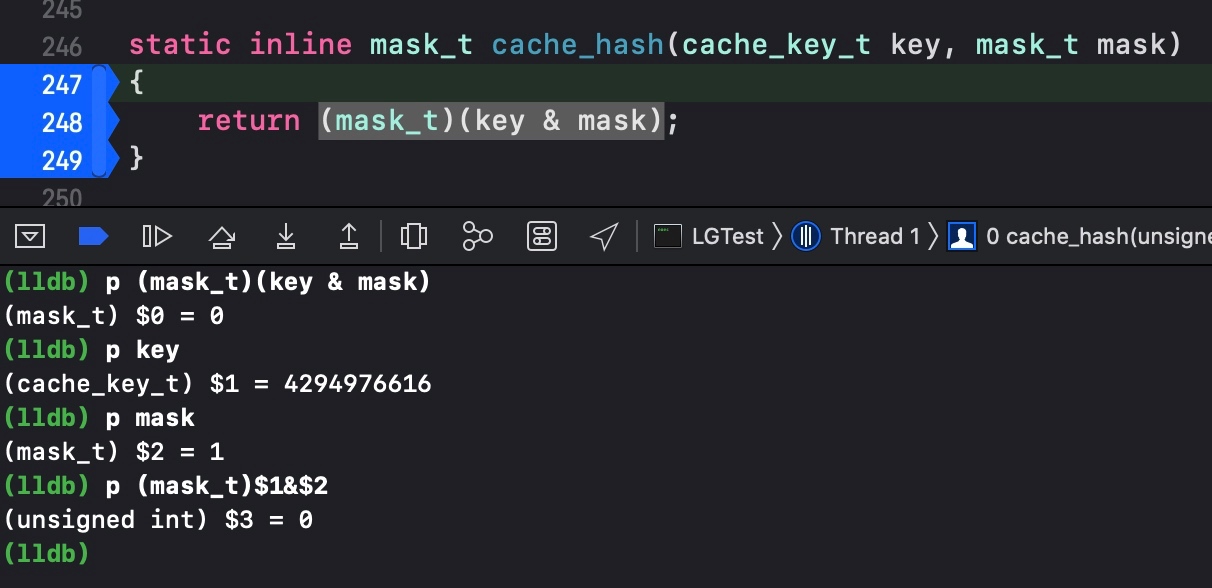 245
246 static inline mask_t cache_hash(cache_key_t key, mask_t mask)
247 {
248     return (mask_t)(key & mask);
249 }
250
LGTest 〉 Thread 1 〉 0 cache_hash(unsigne
(lldb) p (mask_t)(key & mask)
(mask_t) $0 = 0
(lldb) p key
(cache_key_t) $1 = 4294976616
(lldb) p mask
(mask_t) $2 = 1
(lldb) p (mask_t)$1&$2
(unsigned int) $3 = 0
(lldb)